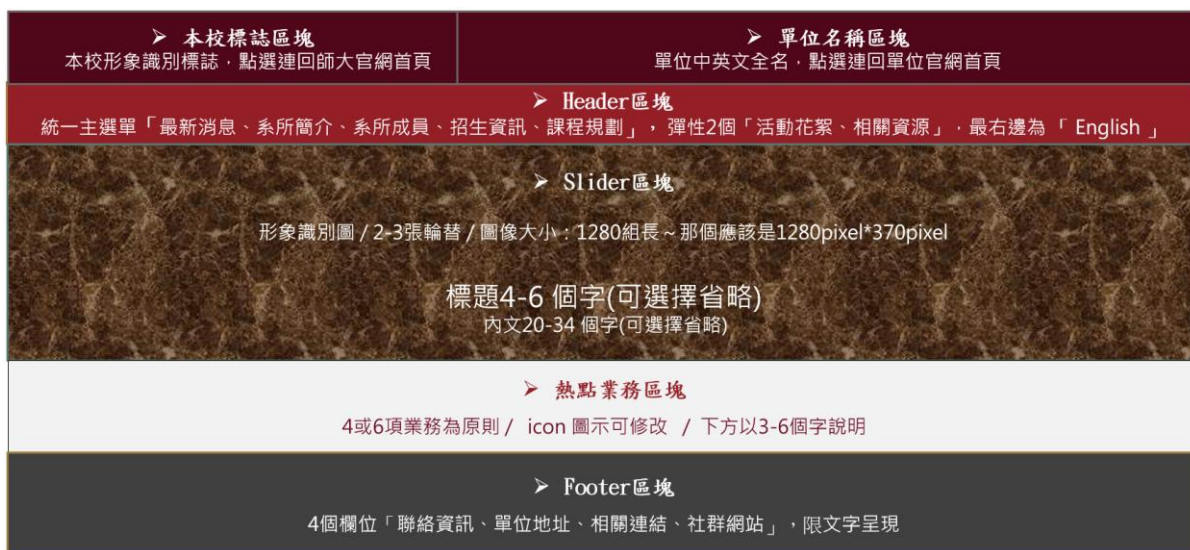 ➢ 本校標誌區塊
本校形象識別標誌，點選連回師大官網首頁
➢ 單位名稱區塊
單位中英文全名，點選連回單位官網首頁
➢ Header區塊
統一主選單「最新消息、系所簡介、系所成員、招生資訊、課程規劃」，彈性2個「活動花絮、相關資源」，最右邊為「 English 」
➢ Slider區塊
形象識別圖 / 2-3張輪替 / 圖像大小：1280組長～那個應該是1280pixel*370pixel
標題4-6 個字(可選擇省略)
內文20-34 個字(可選擇省略)
➢ 熱點業務區塊
4或6項業務為原則 / icon 圖示可修改 / 下方以3-6個字說明
➢ Footer區塊
4個欄位「聯絡資訊、單位地址、相關連結、社群網站」，限文字呈現